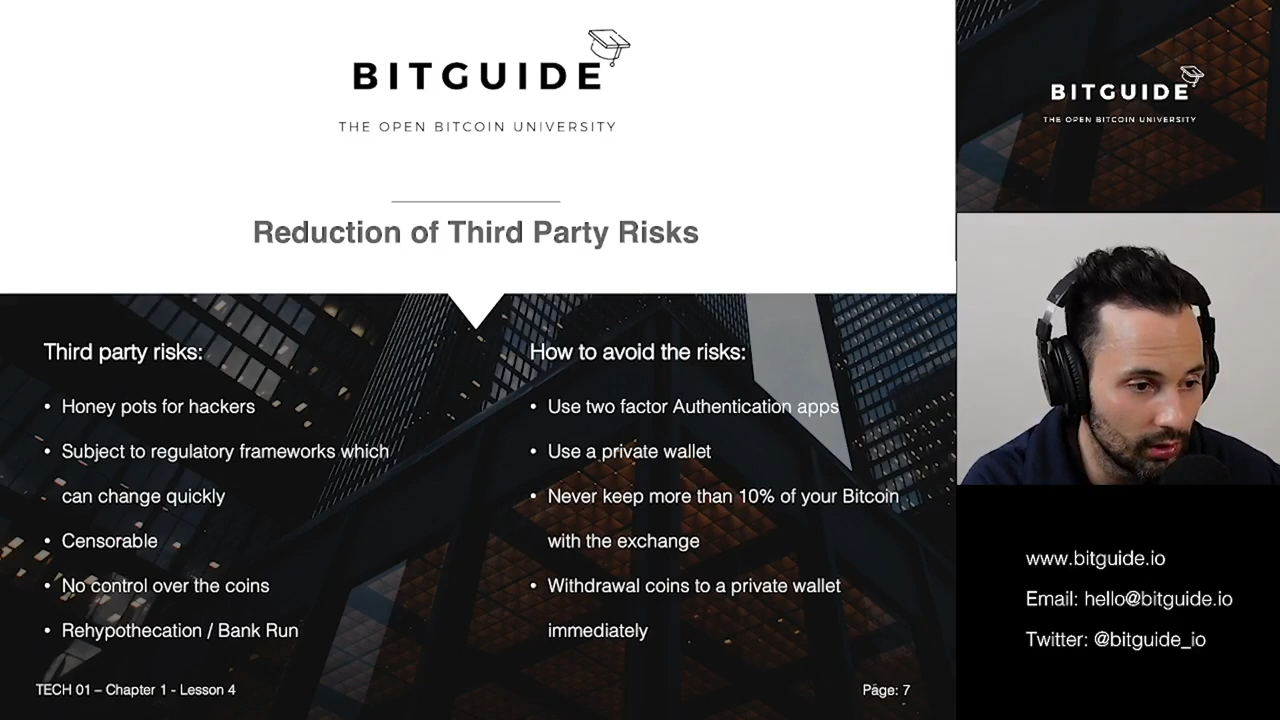 BITGUIDE
THE OPEN BITCOIN UNIVERSITY
Reduction of Third Party Risks
Third party risks:
• Honey pots for hackers
• Subject to regulatory frameworks which
can change quickly
• Censorable
• No control over the coins
• Rehypothecation / Bank Run
How to avoid the risks:
• Use two factor Authentication apps
• Use a private wallet
• Never keep more than 10% of your Bitcoin
with the exchange
• Withdrawal coins to a private wallet
immediately
TECH 01 – Chapter 1 - Lesson 4
Page: 7
BITGUIDE
THE OPEN BITCOIN UNIVERSITY
www.bitguide.io
Email: hello@bitguide.io
Twitter: @bitguide_io